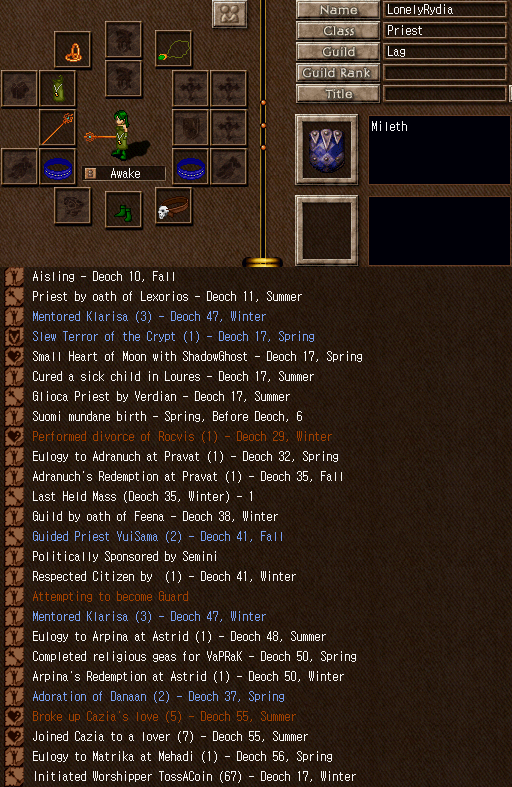 Name LonelyRydia
Class Priest
Guild Lag
Guild Rank
Title
Mileth
Awake
Aisling - Deoch 10, Fall
Priest by oath of Lexorios - Deoch 11, Summer
Mentored Klarisa (3) - Deoch 47, Winter
Slew Terror of the Crypt (1) - Deoch 17, Spring
Small Heart of Moon with ShadowGhost - Deoch 17, Spring
Cured a sick child in Loures - Deoch 17, Summer
Glioca Priest by Verdian - Deoch 17, Summer
Suomi mundane birth - Spring, Before Deoch, 6
Performed divorce of Rocvis (1) - Deoch 29, Winter
Eulogy to Adranuch at Pravat (1) - Deoch 32, Spring
Adranuch's Redemption at Pravat (1) - Deoch 35, Fall
Last Held Mass (Deoch 35, Winter) - 1
Guild by oath of Feena - Deoch 38, Winter
Guided Priest VuiSama (2) - Deoch 41, Fall
Politically Sponsored by Semini
Respected Citizen by  (1) - Deoch 41, Winter
Attempting to become Guard
Mentored Klarisa (3) - Deoch 47, Winter
Eulogy to Arpina at Astrid (1) - Deoch 48, Summer
Completed religious geas for VaPRaK - Deoch 50, Spring
Arpina's Redemption at Astrid (1) - Deoch 50, Winter
Adoration of Danaan (2) - Deoch 37, Spring
Broke up Cazia's love (5) - Deoch 55, Summer
Joined Cazia to a lover (7) - Deoch 55, Summer
Eulogy to Matrika at Mehadi (1) - Deoch 56, Spring
Initiated Worshipper TossACoin (67) - Deoch 17, Winter